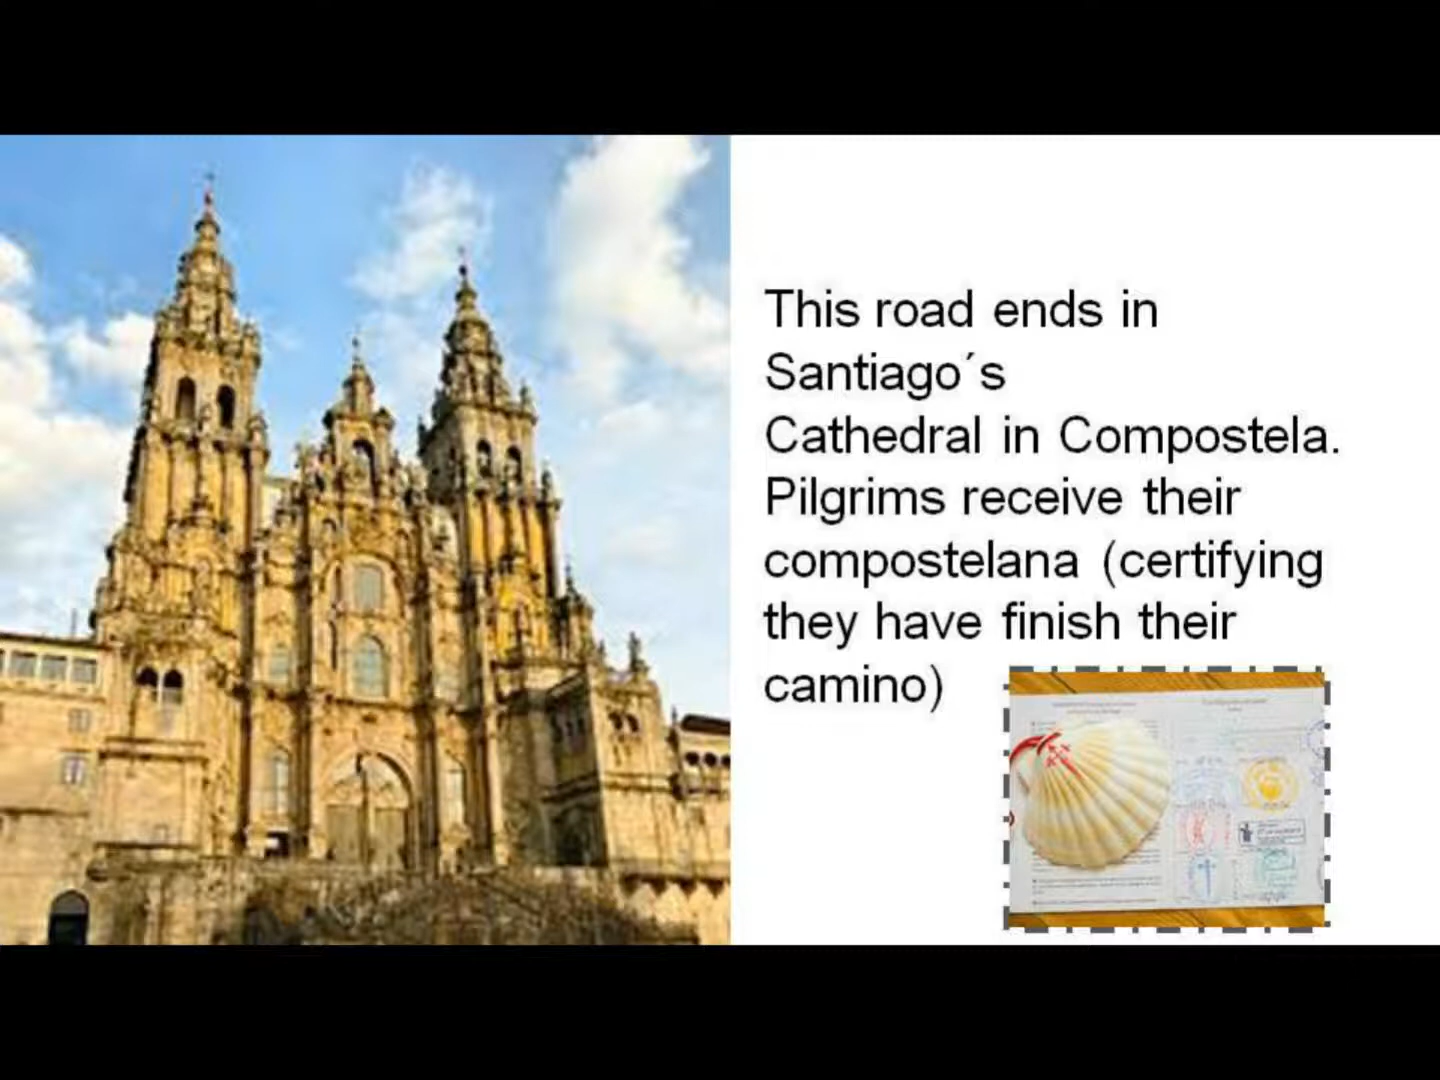 This road ends in
Santiago´s
Cathedral in Compostela.
Pilgrims receive their
compostelana (certifying
they have finish their
camino)